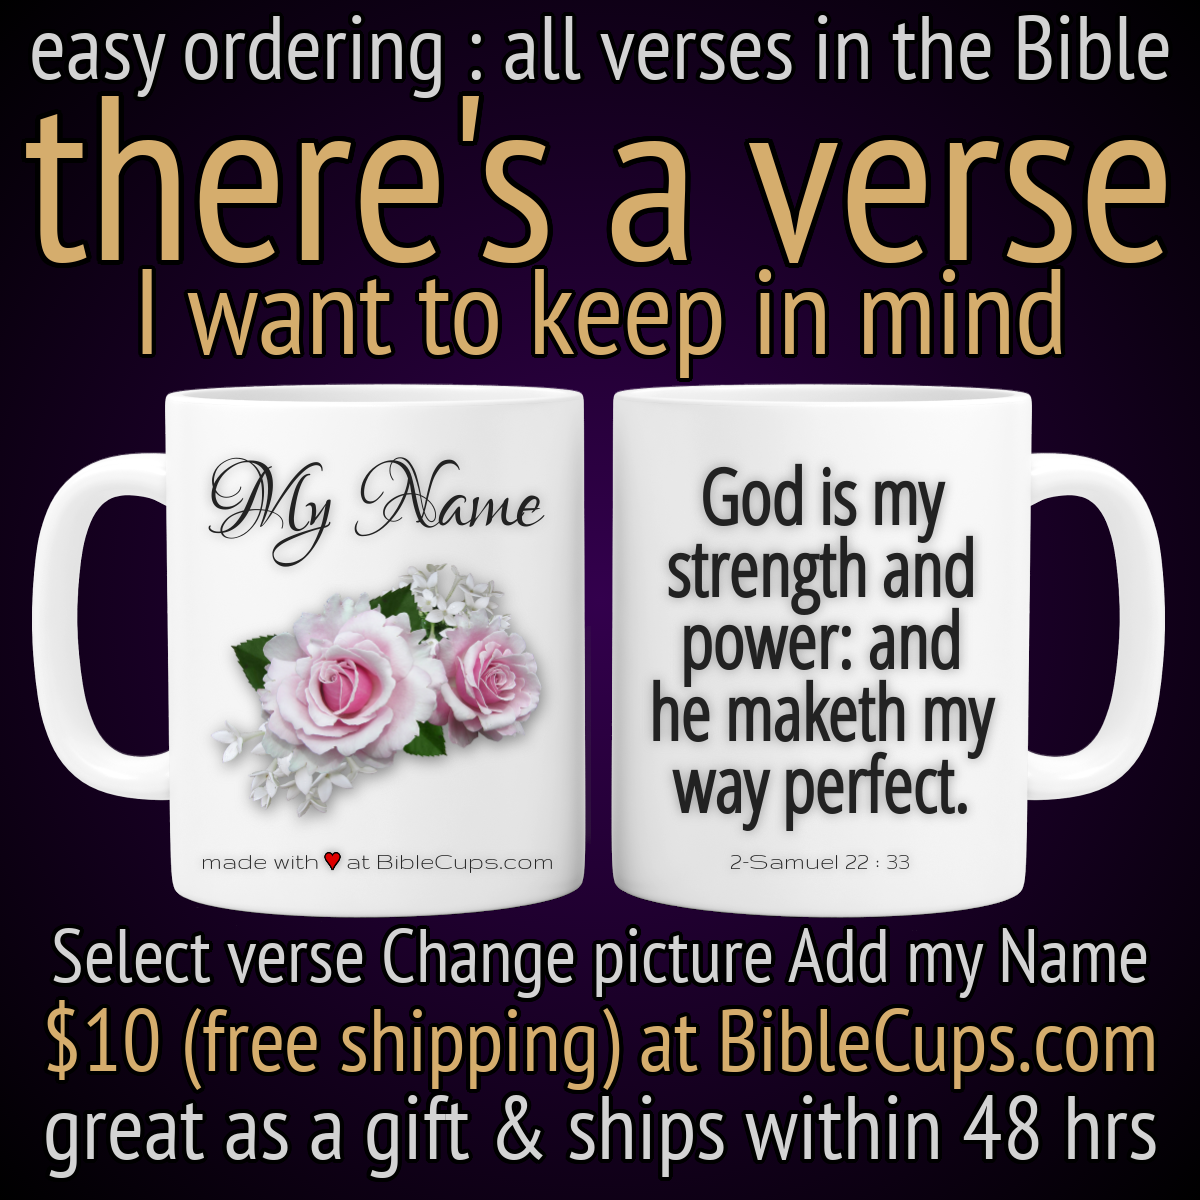 easy ordering : all verses in the Bible
there's a verse
I want to keep in mind
My Name
made with ♥ at BibleCups.com
God is my
strength and
power: and
he maketh my
way perfect.
2-Samuel 22 : 33
Select verse Change picture Add my Name
$10 (free shipping) at BibleCups.com
great as a gift & ships within 48 hrs